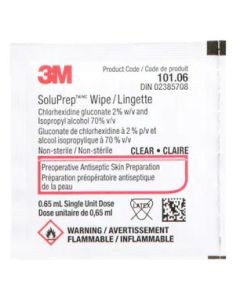 Product Code / Code de produit
3M
101.06
DIN 02385708
SoluPrep™/MC Wipe/Lingette
Chlorhexidine gluconate 2% w/v and
Isopropyl alcohol 70% v/v
Gluconate de chlorhexidine à 2 % p/v et
alcool isopropylique à 70 % v/v
Non-sterile / Non-stérile
CLEAR • CLAIRE
Preoperative Antiseptic Skin Preparation
Préparation préopératoire antiseptique
de la peau
0.65 mL Single Unit Dose
Dose unitaire de 0,65 ml
LATEX
WARNING / AVERTISSEMENT
FLAMMABLE / INFLAMMABLE